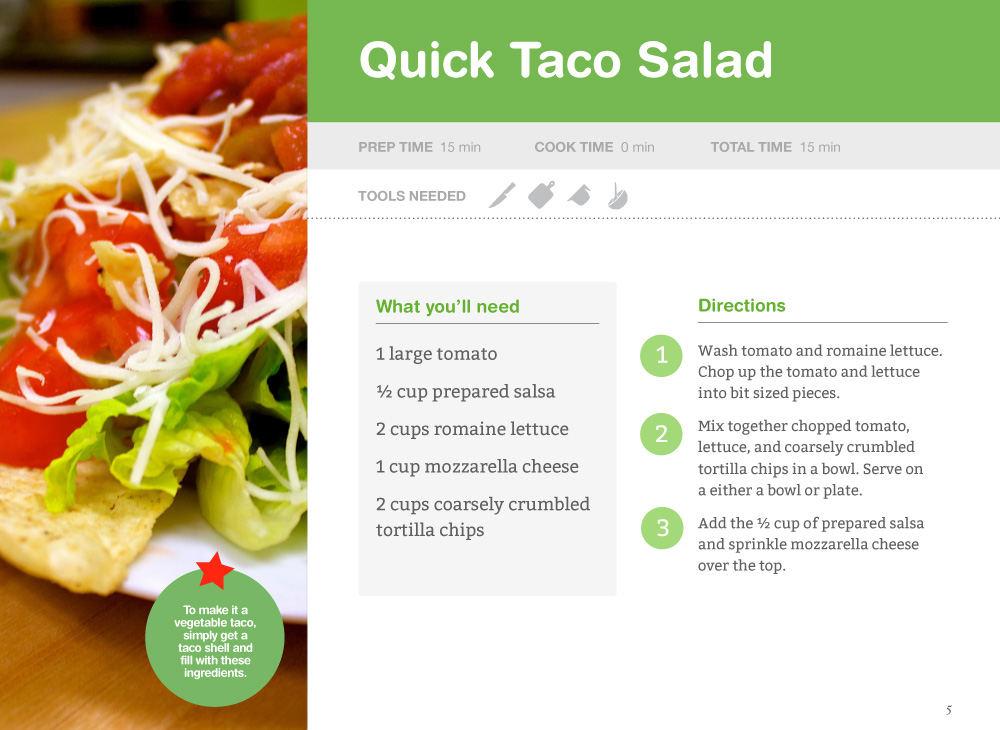 Quick Taco Salad
PREP TIME 15 min COOK TIME 0 min TOTAL TIME 15 min
TOOLS NEEDED
What you'll need
1 large tomato
½ cup prepared salsa
2 cups romaine lettuce
1 cup mozzarella cheese
2 cups coarsely crumbled
tortilla chips
Directions
1 Wash tomato and romaine lettuce.
Chop up the tomato and lettuce
into bit sized pieces.
2 Mix together chopped tomato,
lettuce, and coarsely crumbled
tortilla chips in a bowl. Serve on
a either a bowl or plate.
3 Add the ½ cup of prepared salsa
and sprinkle mozzarella cheese
over the top.
To make it a
vegetable taco,
simply get a
taco shell and
fill with these
ingredients.
5